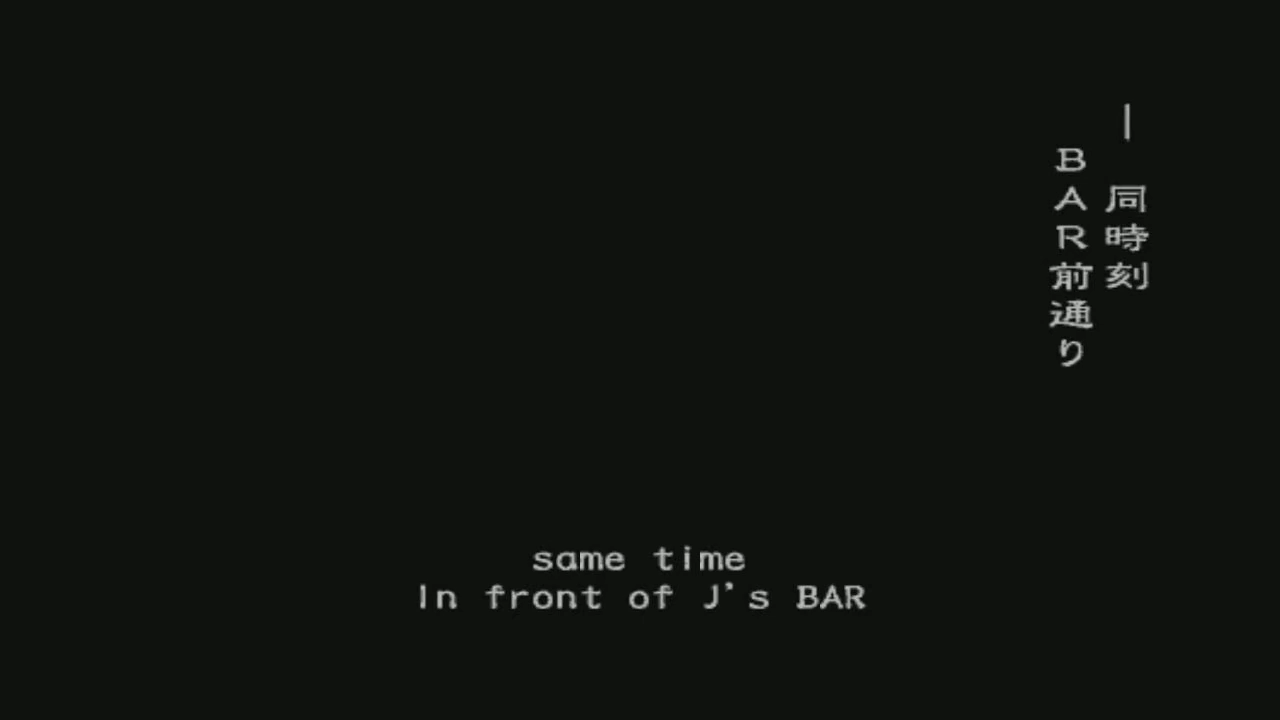 ―　同時刻
BAR前通り
same time
In front of J's BAR